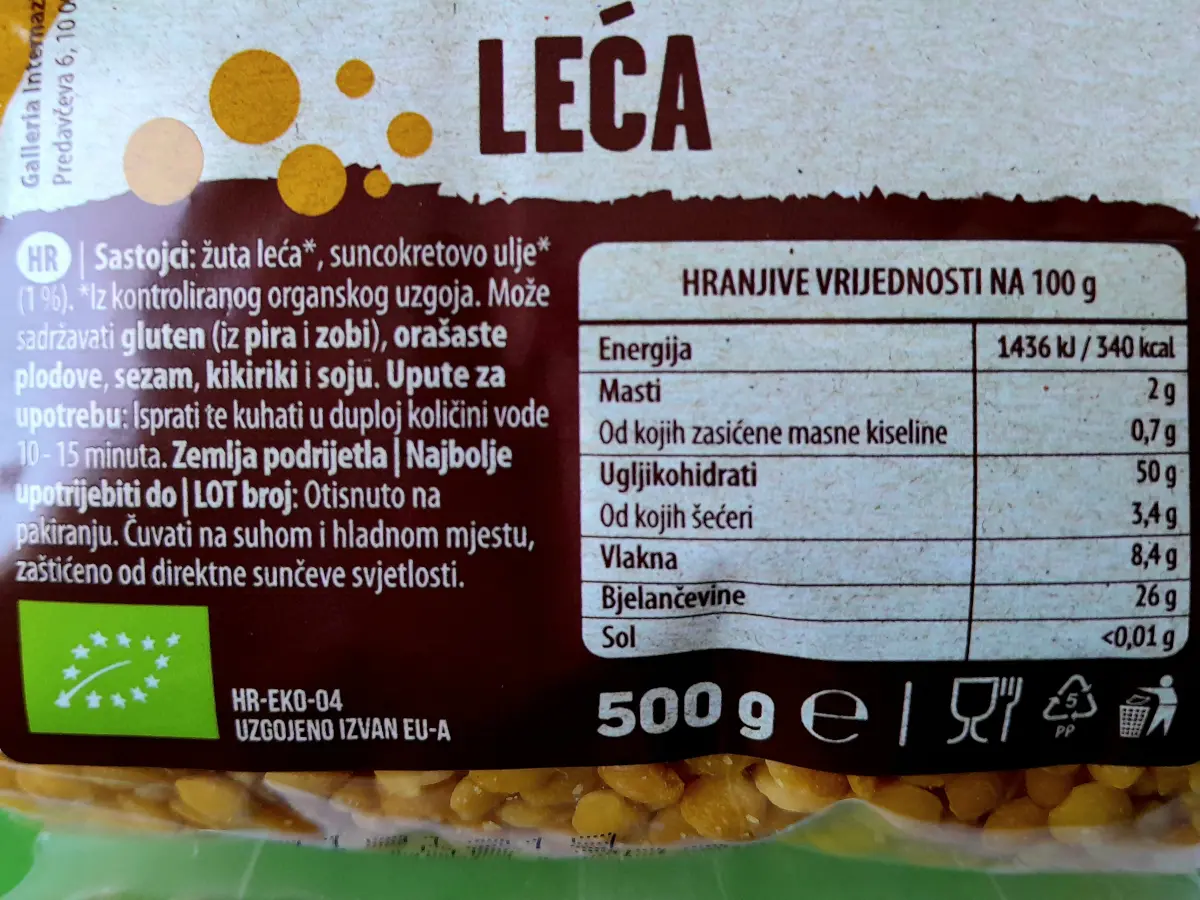 Galleria Internaz
Predavčeva 6, 10 0
LEĆA
HR | Sastojci: žuta leća*, suncokretovo ulje*
(1 %). *Iz kontroliranog organskog uzgoja. Može
sadržavati gluten (iz pira i zobi), orašaste
plodove, sezam, kikiriki i soju. Upute za
upotrebu: Isprati te kuhati u duploj količini vode
10 - 15 minuta. Zemlja podrijetla | Najbolje
upotrijebiti do | LOT broj: Otisnuto na
pakiranju. Čuvati na suhom i hladnom mjestu,
zaštićeno od direktne sunčeve svjetlosti.
HR-EKO-04
UZGOJENO IZVAN EU-A
HRANJIVE VRIJEDNOSTI NA 100 g
Energija 1436 kJ / 340 kcal
Masti 2 g
Od kojih zasićene masne kiseline 0,7 g
Ugljikohidrati 50 g
Od kojih šećeri 3,4 g
Vlakna 8,4 g
Bjelančevine 26 g
Sol <0,01 g
500 g e |
5
PP